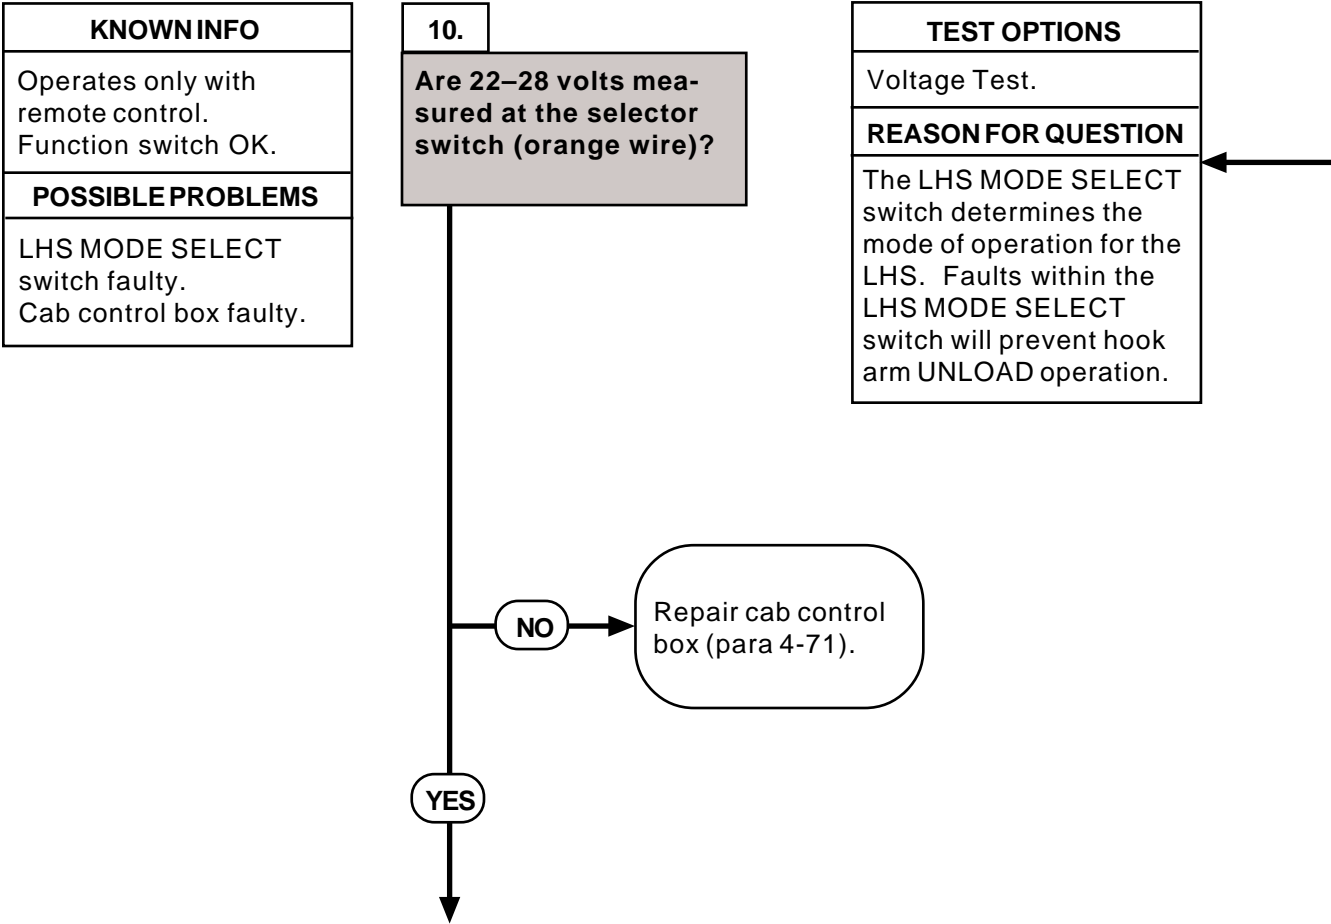 KNOWN INFO
Operates only with
remote control.
Function switch OK.
POSSIBLE PROBLEMS
LHS MODE SELECT
switch faulty.
Cab control box faulty.
10.
Are 22–28 volts mea-
sured at the selector
switch (orange wire)?
TEST OPTIONS
Voltage Test.
REASON FOR QUESTION
The LHS MODE SELECT
switch determines the
mode of operation for the
LHS. Faults within the
LHS MODE SELECT
switch will prevent hook
arm UNLOAD operation.
NO
Repair cab control
box (para 4-71).
YES